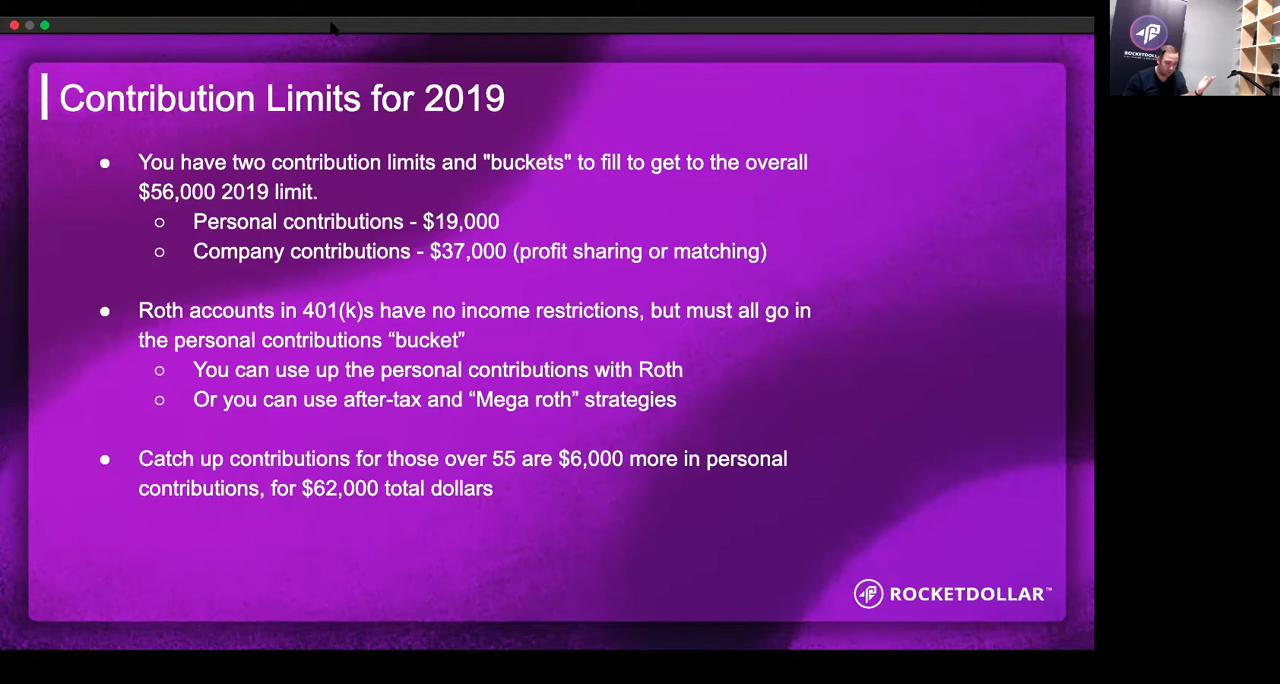 Contribution Limits for 2019
● You have two contribution limits and "buckets" to fill to get to the overall
$56,000 2019 limit.
○ Personal contributions - $19,000
○ Company contributions - $37,000 (profit sharing or matching)
● Roth accounts in 401(k)s have no income restrictions, but must all go in
the personal contributions “bucket”
○ You can use up the personal contributions with Roth
○ Or you can use after-tax and “Mega roth” strategies
● Catch up contributions for those over 55 are $6,000 more in personal
contributions, for $62,000 total dollars
ROCKETDOLLAR™